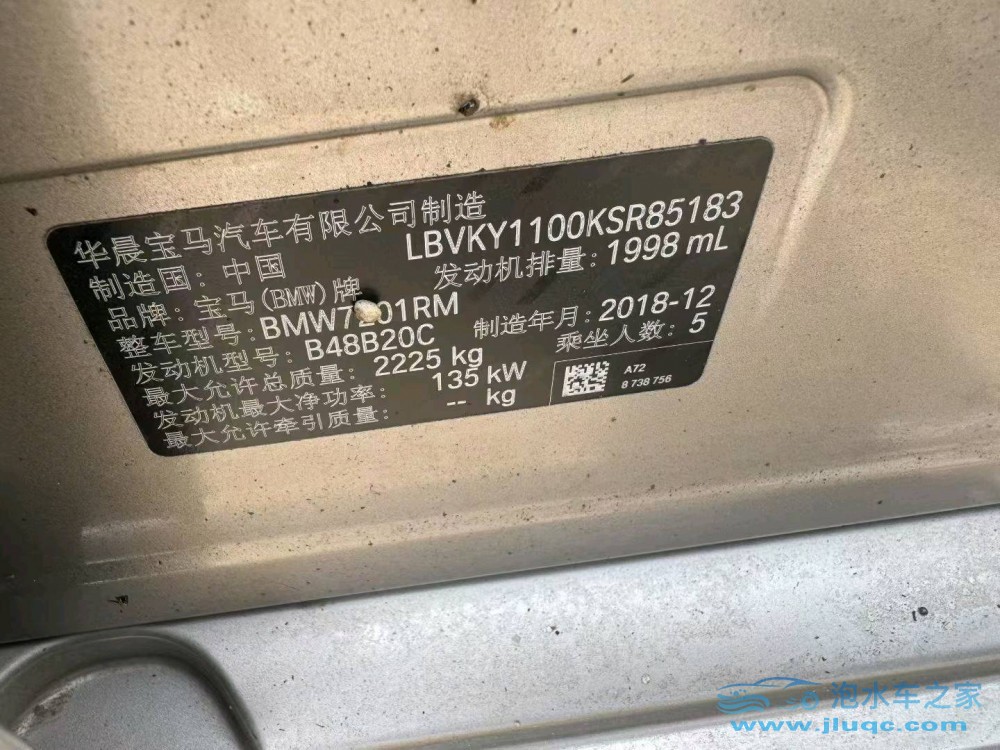 华晨宝马汽车有限公司制造
LBVKY1100KSR85183
制造国: 中国
发动机排量: 1998 mL
品牌: 宝马(BMW)牌
整车型号: BMW7201RM
制造年月: 2018-12
发动机型号: B48B20C
乘坐人数: 5
最大允许总质量: 2225 kg
发动机最大净功率: 135 kW
最大允许牵引质量: -- kg
A72
8 738 756
泡水车之家
www.jluqc.com